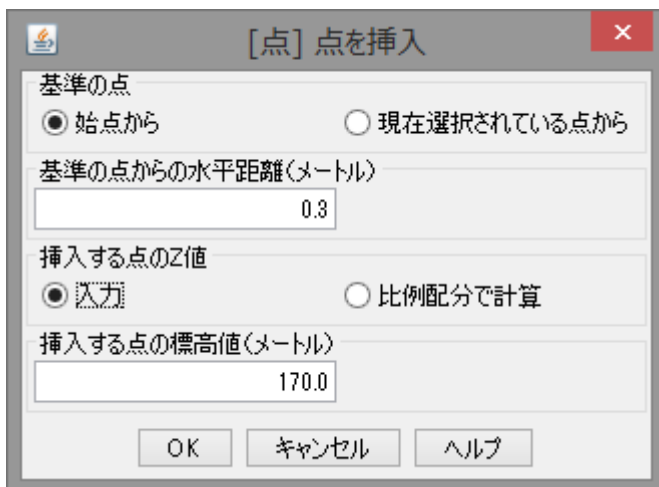 [点] 点を挿入
基準の点
始点から 現在選択されている点から
基準の点からの水平距離(メートル)
0.3
挿入する点のZ値
入力 比例配分で計算
挿入する点の標高値(メートル)
170.0
OK キャンセル ヘルプ